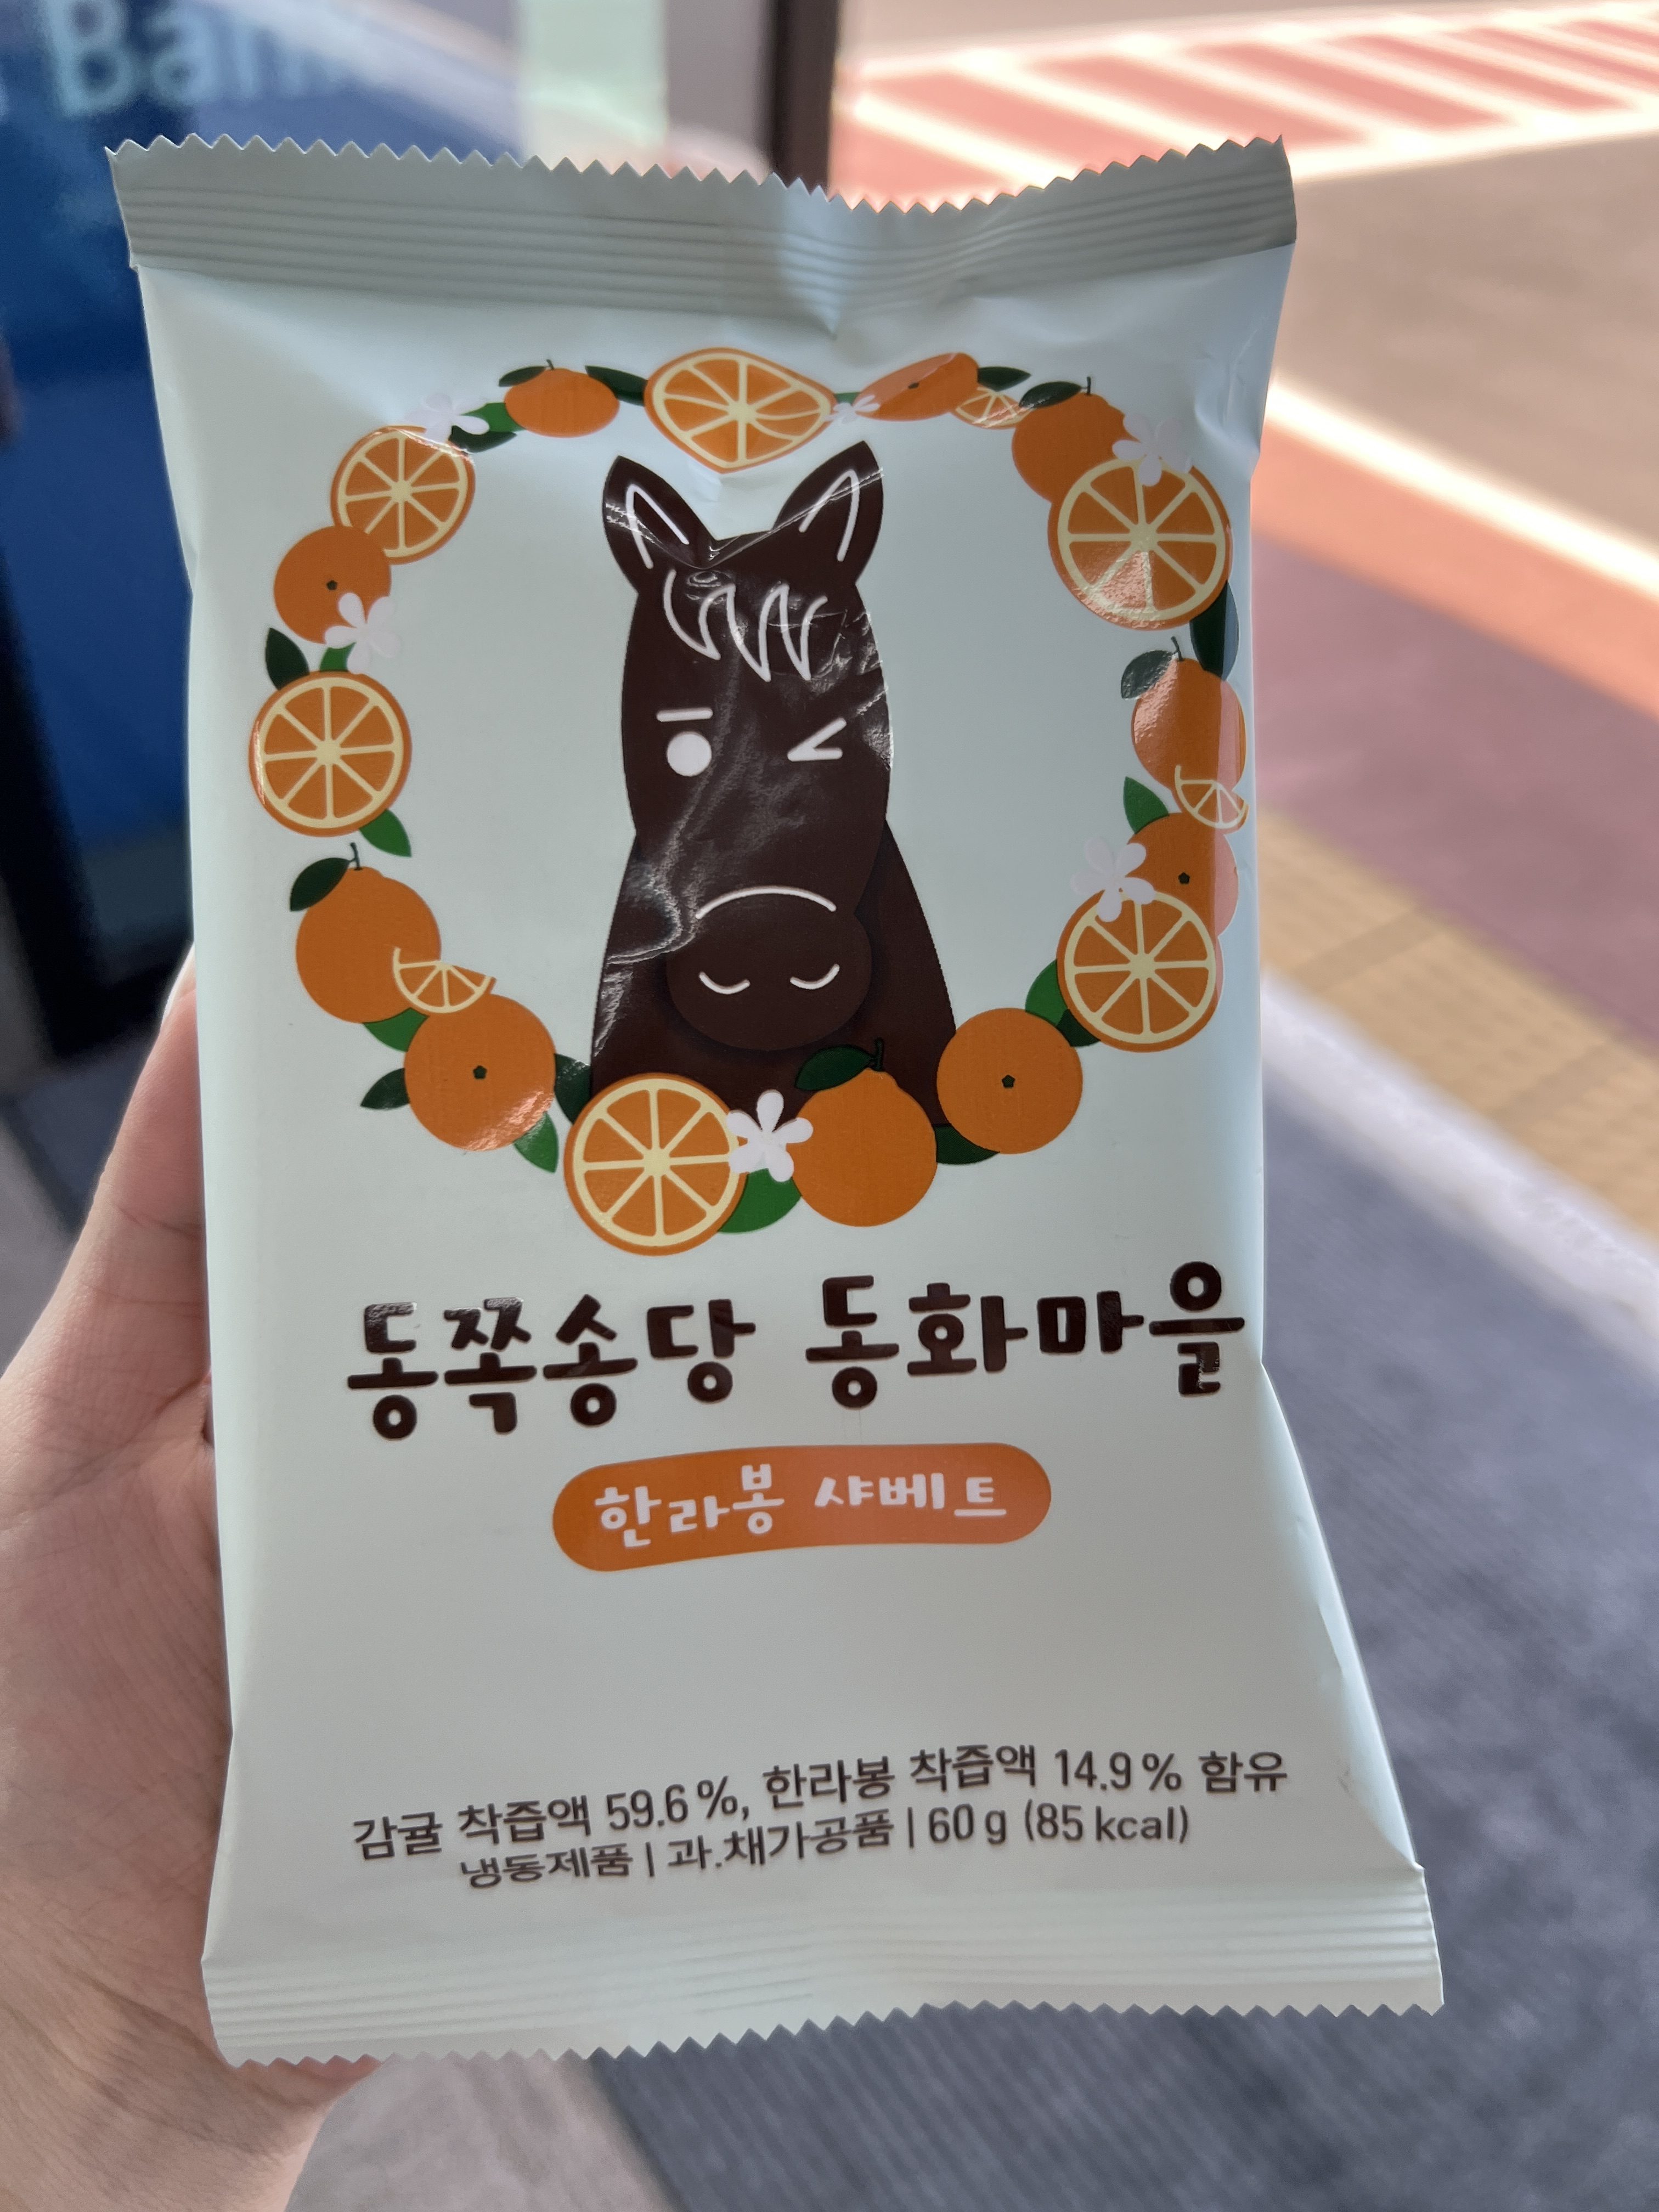 동쪽송당 동화마을
한라봉 샤베트
감귤 착즙액 59.6%, 한라봉 착즙액 14.9% 함유
냉동제품 | 과.채가공품 | 60 g (85 kcal)